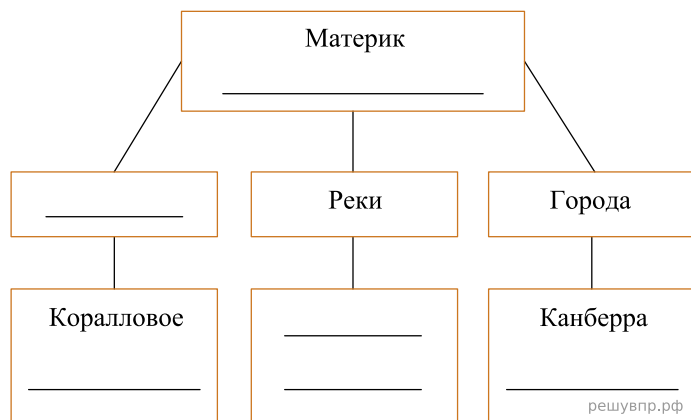 Материк
Реки
Города
Коралловое
Канберра
решувпр.рф